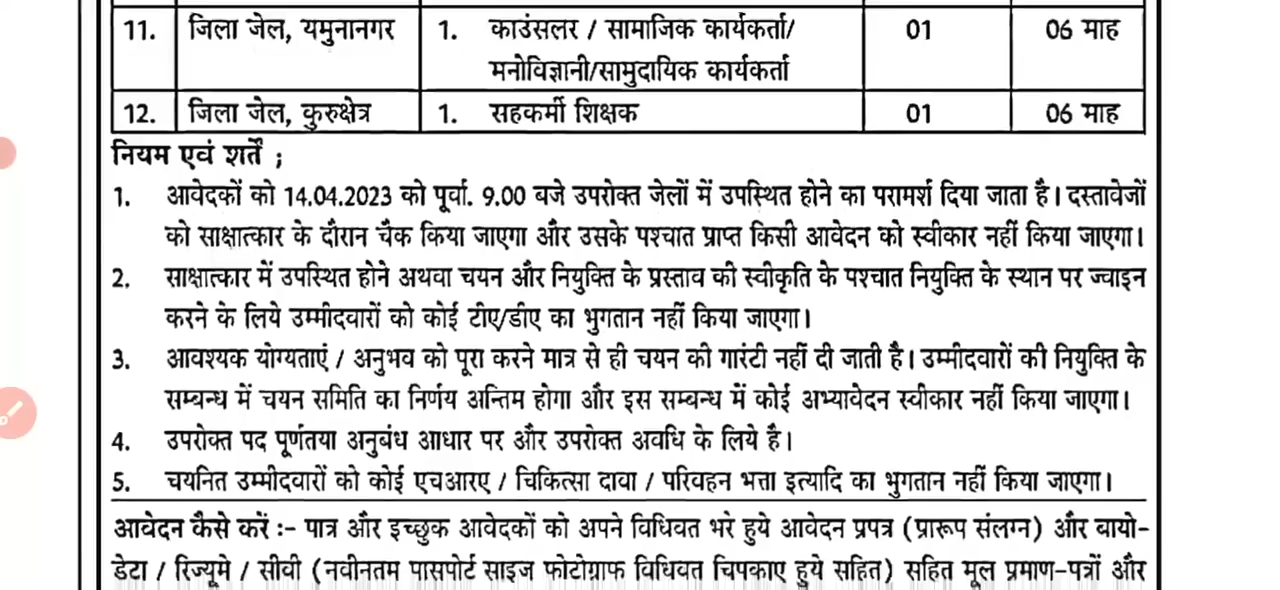 11. जिला जेल, यमुनानगर 1. काउंसलर / सामाजिक कार्यकर्ता/ 01 06 माह
मनोविज्ञानी/सामुदायिक कार्यकर्ता
12. जिला जेल, कुरुक्षेत्र 1. सहकर्मी शिक्षक 01 06 माह
नियम एवं शर्तें ;
1. आवेदकों को 14.04.2023 को पूर्वा. 9.00 बजे उपरोक्त जेलों में उपस्थित होने का परामर्श दिया जाता है। दस्तावेजों
को साक्षात्कार के दौरान चैक किया जाएगा और उसके पश्चात प्राप्त किसी आवेदन को स्वीकार नहीं किया जाएगा।
2. साक्षात्कार में उपस्थित होने अथवा चयन और नियुक्ति के प्रस्ताव की स्वीकृति के पश्चात नियुक्ति के स्थान पर ज्वाइन
करने के लिये उम्मीदवारों को कोई टीए/डीए का भुगतान नहीं किया जाएगा।
3. आवश्यक योग्यताएं / अनुभव को पूरा करने मात्र से ही चयन की गारंटी नहीं दी जाती है। उम्मीदवारों की नियुक्ति के
सम्बन्ध में चयन समिति का निर्णय अन्तिम होगा और इस सम्बन्ध में कोई अभ्यावेदन स्वीकार नहीं किया जाएगा।
4. उपरोक्त पद पूर्णतया अनुबंध आधार पर और उपरोक्त अवधि के लिये है।
5. चयनित उम्मीदवारों को कोई एचआरए / चिकित्सा दावा / परिवहन भत्ता इत्यादि का भुगतान नहीं किया जाएगा।
आवेदन कैसे करें :- पात्र और इच्छुक आवेदकों को अपने विधिवत भरे हुये आवेदन प्रपत्र (प्रारूप संलग्न) और बायो-
डेटा / रिज्यूमे / सीवी (नवीनतम पासपोर्ट साइज फोटोग्राफ विधिवत चिपकाए हुये सहित) सहित मूल प्रमाण-पत्रों और